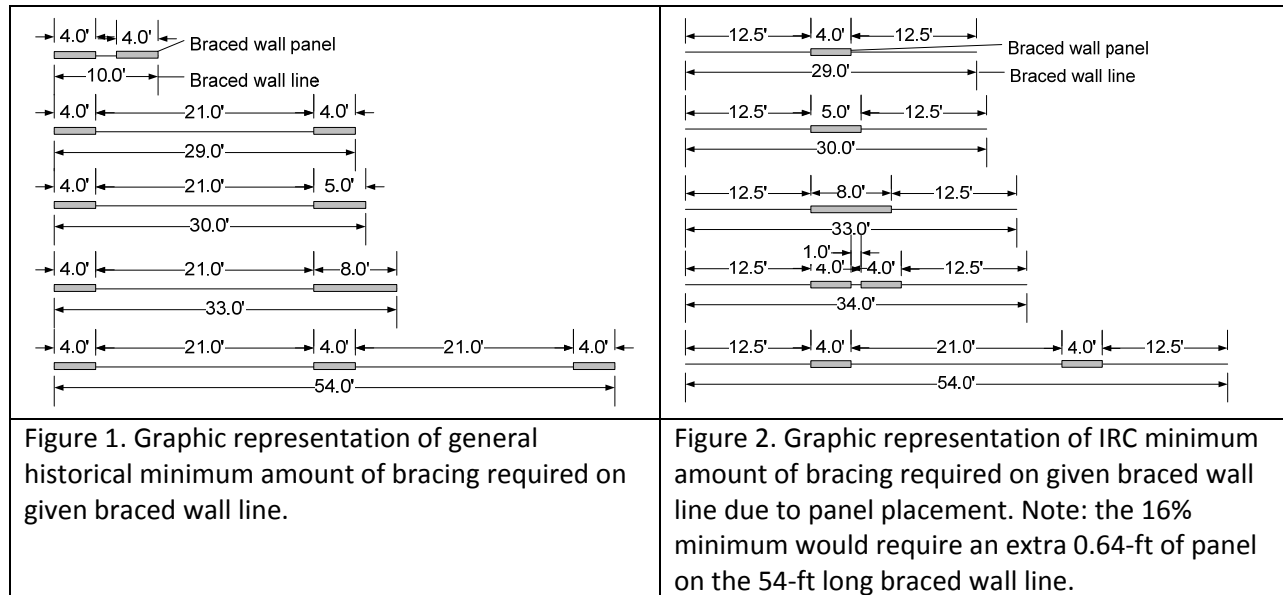 4.0' 4.0'
Braced wall panel
10.0'
Braced wall line
4.0' 21.0' 4.0'
29.0'
4.0' 21.0' 5.0'
30.0'
4.0' 21.0' 8.0'
33.0'
4.0' 21.0' 4.0' 21.0' 4.0'
54.0'
Figure 1. Graphic representation of general
historical minimum amount of bracing required on
given braced wall line.
12.5' 4.0' 12.5'
Braced wall panel
29.0'
Braced wall line
12.5' 5.0' 12.5'
30.0'
12.5' 8.0' 12.5'
33.0'
1.0'
12.5' 4.0' 4.0' 12.5'
34.0'
12.5' 4.0' 21.0' 4.0' 12.5'
54.0'
Figure 2. Graphic representation of IRC minimum
amount of bracing required on given braced wall
line due to panel placement. Note: the 16%
minimum would require an extra 0.64-ft of panel
on the 54-ft long braced wall line.